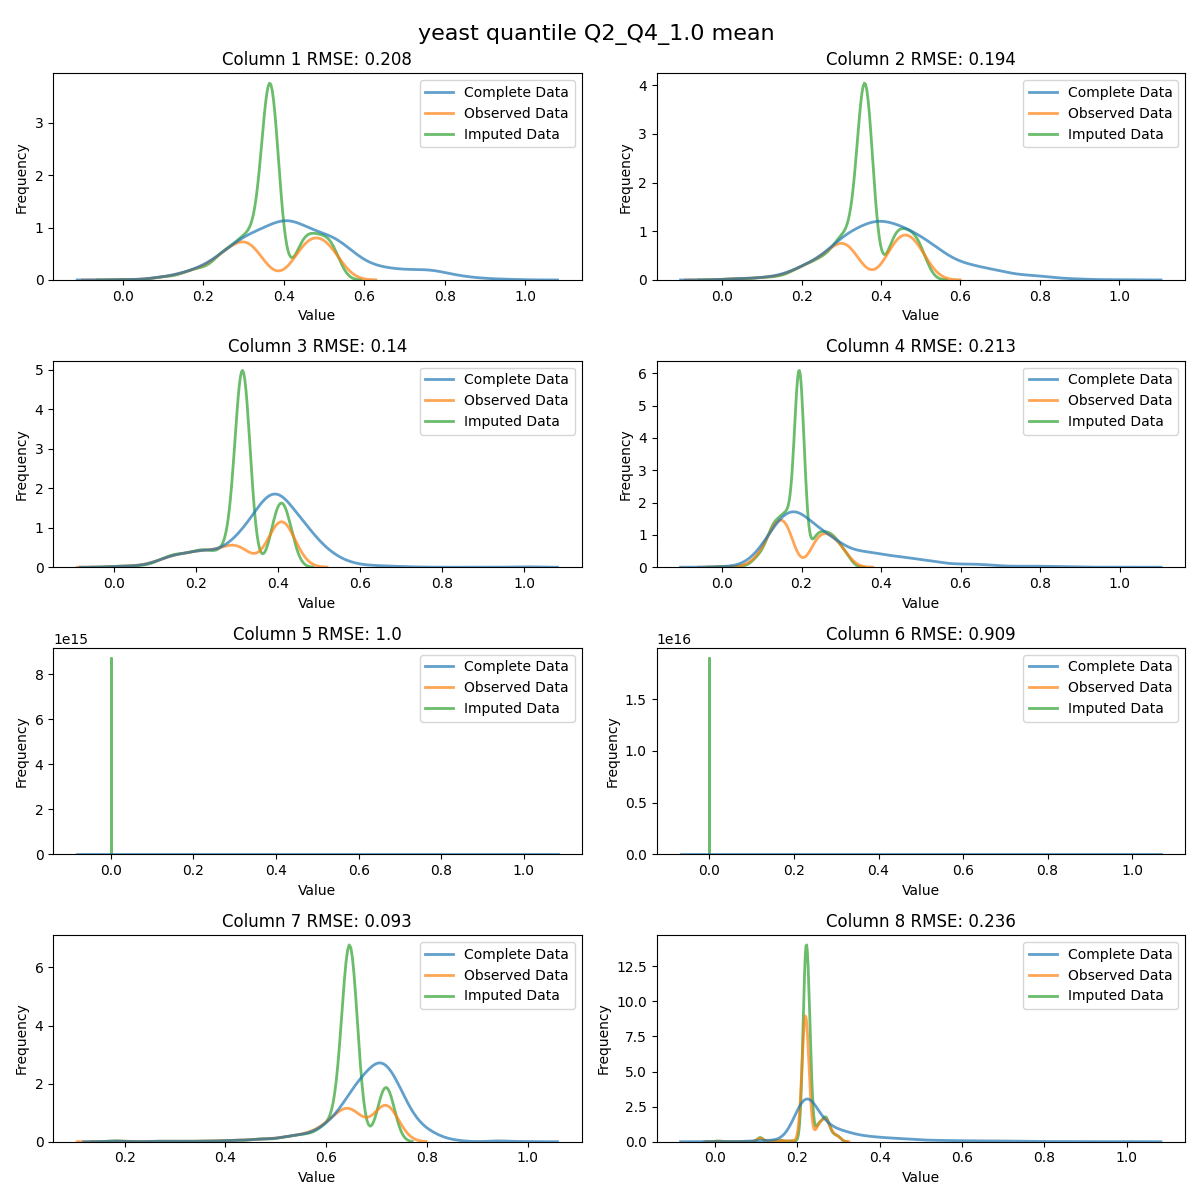 yeast quantile Q2_Q4_1.0 mean
Column 1 RMSE: 0.208
Frequency
3
2
1
0
Complete Data
Observed Data
Imputed Data
0.0 0.2 0.4 0.6 0.8 1.0
Value
Column 2 RMSE: 0.194
Frequency
4
3
2
1
0
Complete Data
Observed Data
Imputed Data
0.0 0.2 0.4 0.6 0.8 1.0
Value
Column 3 RMSE: 0.14
Frequency
5
4
3
2
1
0
Complete Data
Observed Data
Imputed Data
0.0 0.2 0.4 0.6 0.8 1.0
Value
Column 4 RMSE: 0.213
Frequency
6
5
4
3
2
1
0
Complete Data
Observed Data
Imputed Data
0.0 0.2 0.4 0.6 0.8 1.0
Value
Column 5 RMSE: 1.0
1e15
Frequency
8
6
4
2
0
Complete Data
Observed Data
Imputed Data
0.0 0.2 0.4 0.6 0.8 1.0
Value
Column 6 RMSE: 0.909
1e16
Frequency
1.5
1.0
0.5
0.0
Complete Data
Observed Data
Imputed Data
0.0 0.2 0.4 0.6 0.8 1.0
Value
Column 7 RMSE: 0.093
Frequency
6
4
2
0
Complete Data
Observed Data
Imputed Data
0.2 0.4 0.6 0.8 1.0
Value
Column 8 RMSE: 0.236
Frequency
12.5
10.0
7.5
5.0
2.5
0.0
Complete Data
Observed Data
Imputed Data
0.0 0.2 0.4 0.6 0.8 1.0
Value